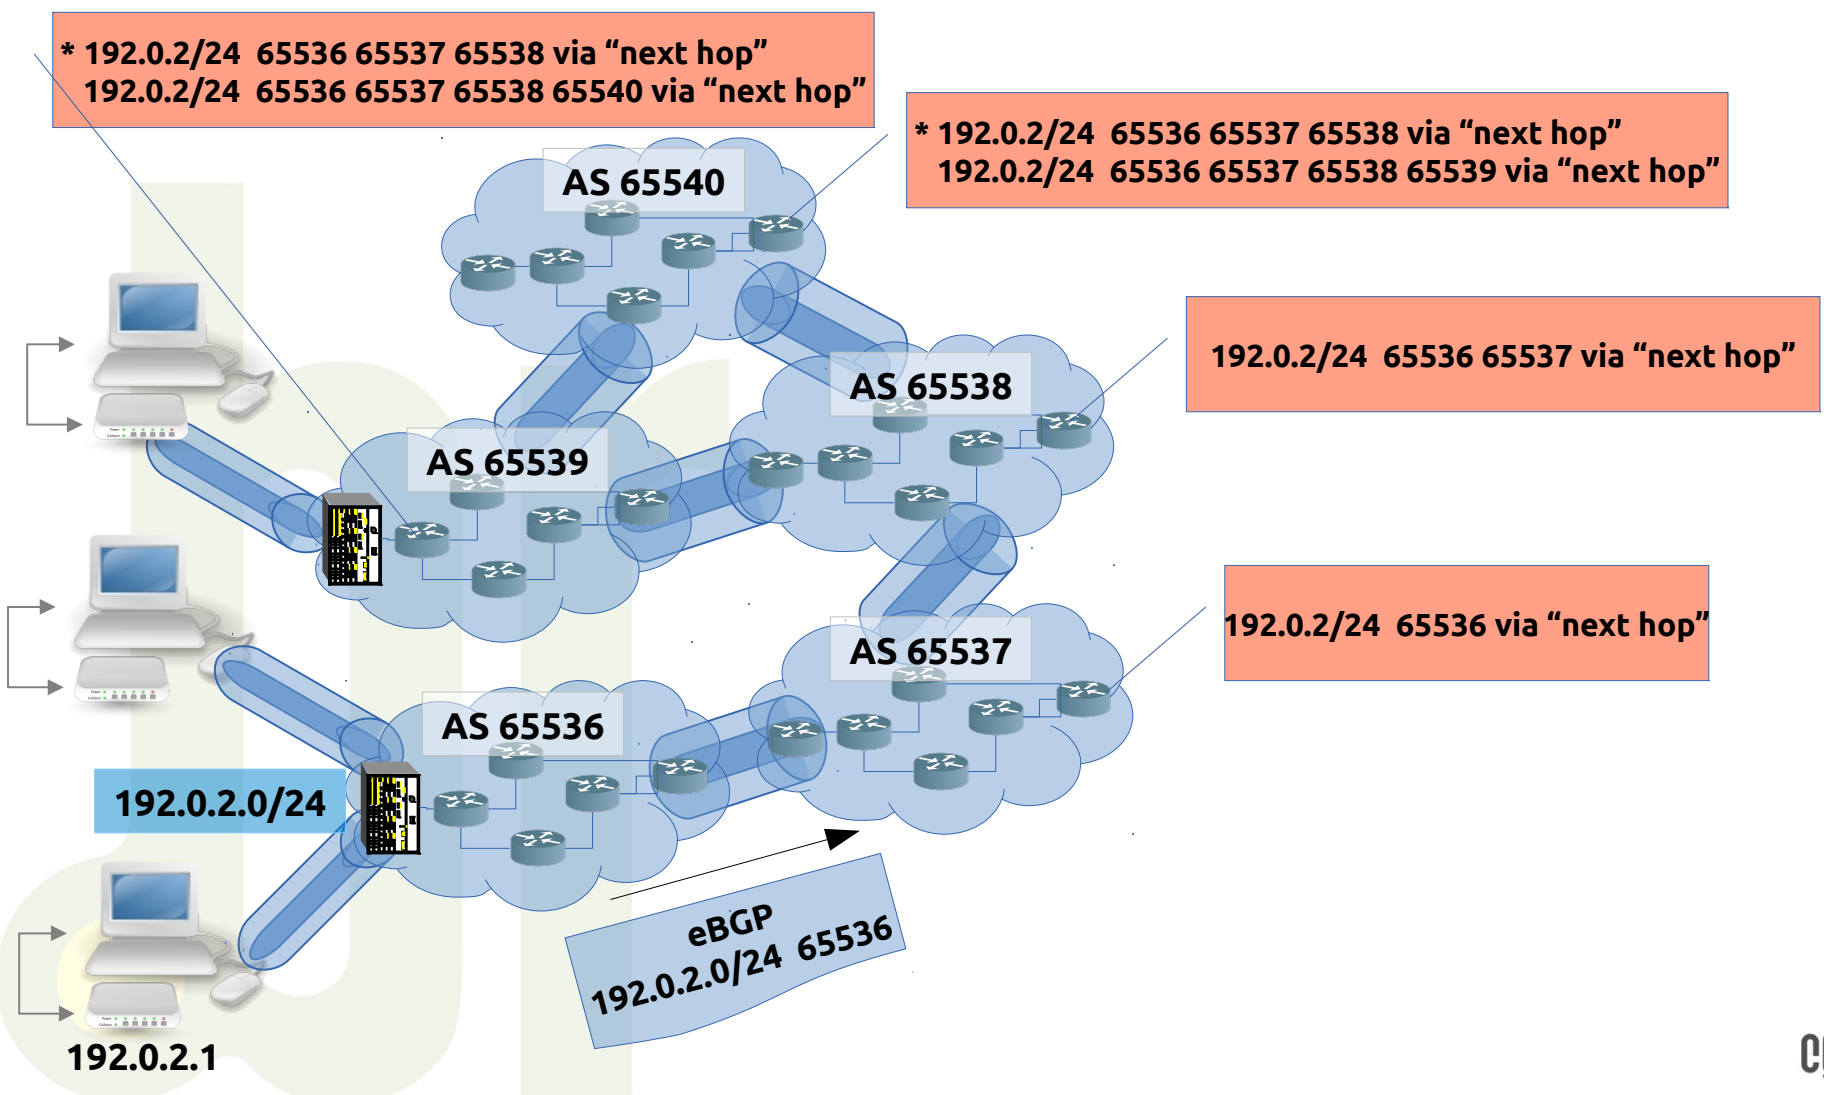 * 192.0.2/24 65536 65537 65538 via “next hop”
192.0.2/24 65536 65537 65538 65540 via “next hop”
* 192.0.2/24 65536 65537 65538 via “next hop”
192.0.2/24 65536 65537 65538 65539 via “next hop”
AS 65540
192.0.2/24 65536 65537 via “next hop”
AS 65538
AS 65539
192.0.2/24 65536 via “next hop”
AS 65537
AS 65536
192.0.2.0/24
eBGP
192.0.2.0/24 65536
192.0.2.1